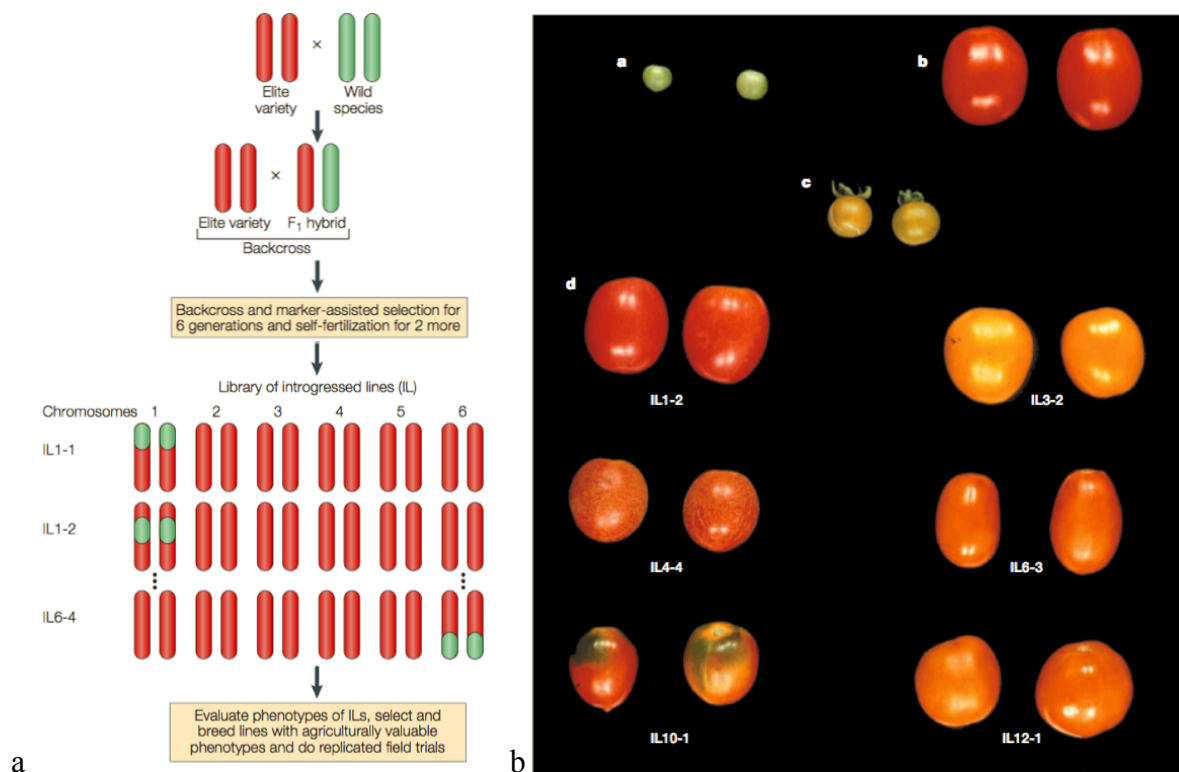 ×
Elite
variety
Wild
species
×
Elite variety
F1 hybrid
Backcross
Backcross and marker-assisted selection for
6 generations and self-fertilization for 2 more
Library of introgressed lines (IL)
Chromosomes 1 2 3 4 5 6
IL1-1
IL1-2
IL6-4
Evaluate phenotypes of ILs, select and
breed lines with agriculturally valuable
phenotypes and do replicated field trials
a
a
b
c
d
IL1-2
IL3-2
IL4-4
IL6-3
IL10-1
IL12-1
b